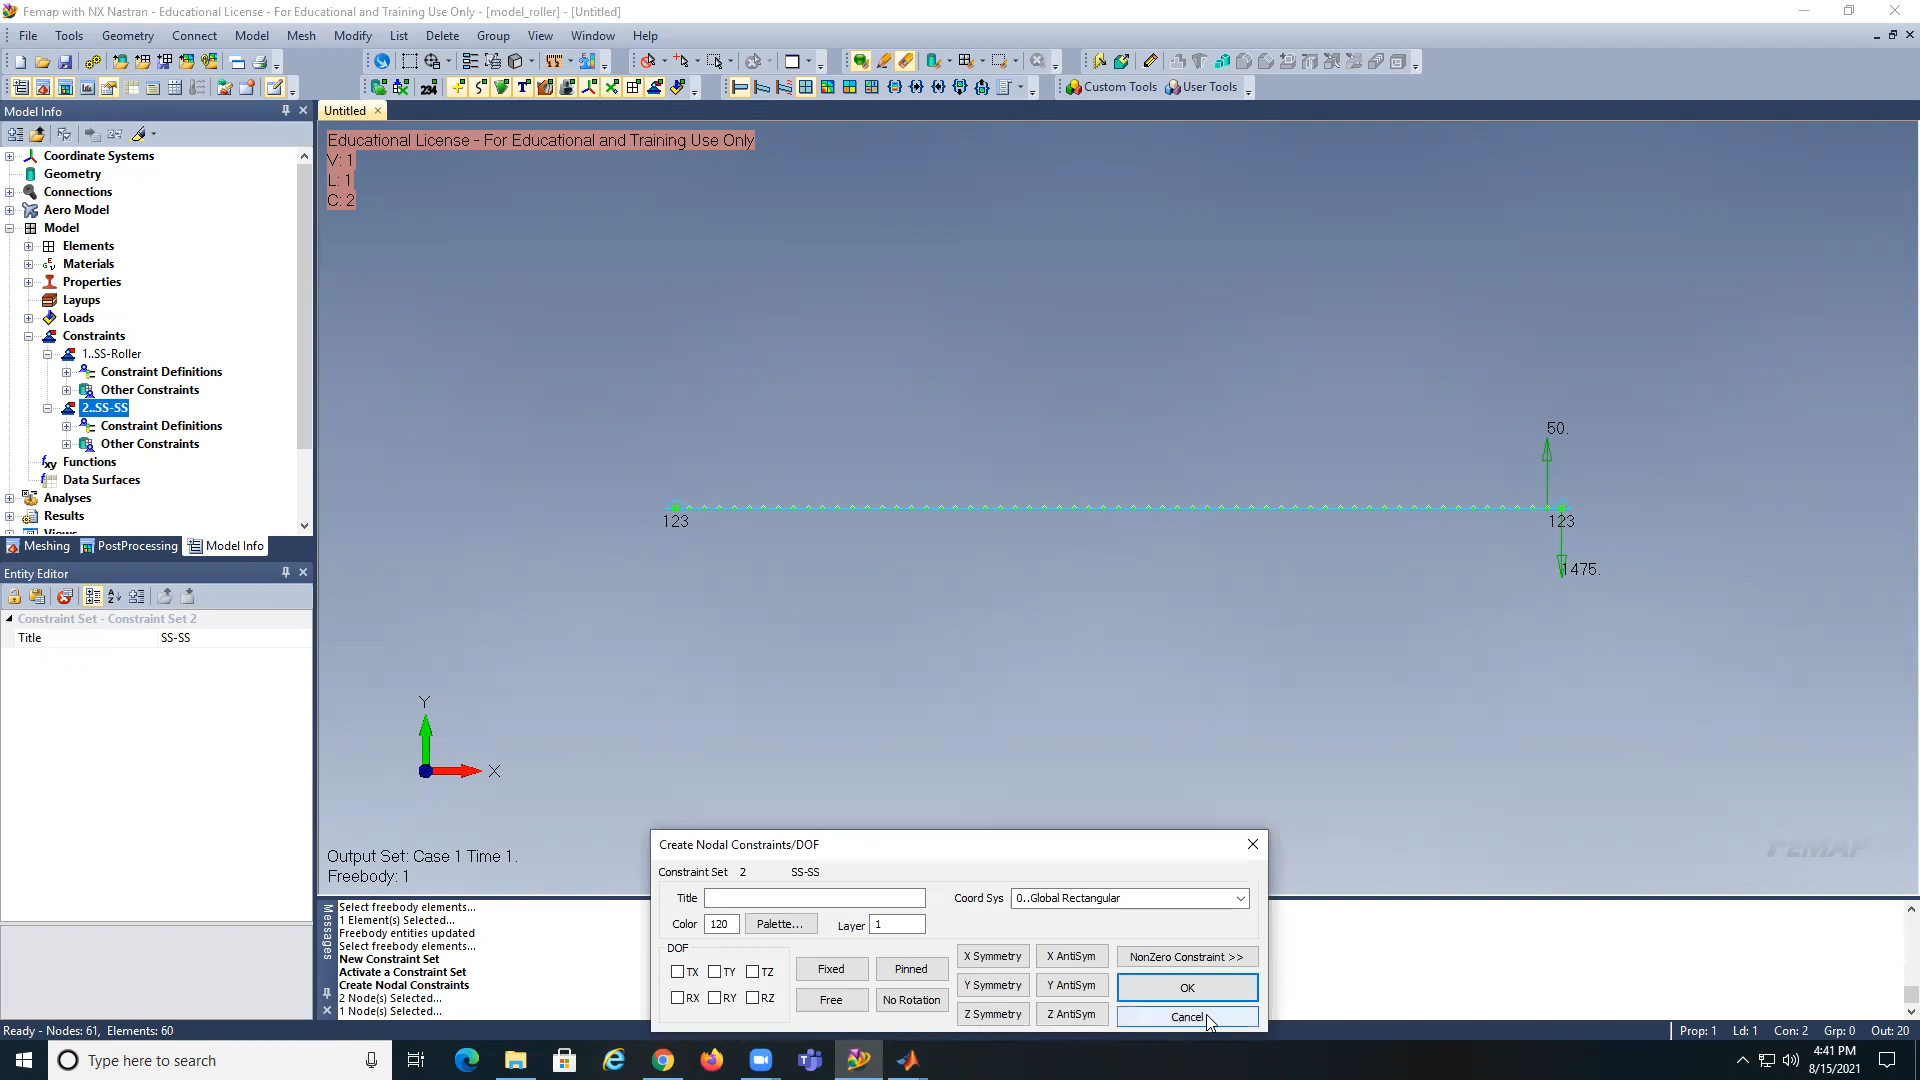 Femap with NX Nastran - Educational License - For Educational and Training Use Only - [model_roller] - [Untitled]
File Tools Geometry Connect Model Mesh Modify List Delete Group View Window Help
234 T Custom Tools User Tools
Model Info
Untitled
Educational License - For Educational and Training Use Only
V: 1
L: 1
C: 2
Coordinate Systems
Geometry
Connections
Aero Model
Model
Elements
Materials
Properties
Layups
Loads
Constraints
1..SS-Roller
Constraint Definitions
Other Constraints
2..SS-SS
Constraint Definitions
Other Constraints
Functions
Data Surfaces
Analyses
Results
Meshing PostProcessing Model Info
Entity Editor
Constraint Set - Constraint Set 2
Title SS-SS
50.
123
123
1475.
Y
X
Output Set: Case 1 Time 1.
Freebody: 1
FEMAP
Messages
Select freebody elements...
1 Element(s) Selected...
Freebody entities updated
Select freebody elements...
New Constraint Set
Activate a Constraint Set
Create Nodal Constraints/DOF
2 Node(s) Selected...
1 Node(s) Selected...
Create Nodal Constraints/DOF
Constraint Set 2 SS-SS
Title Coord Sys 0..Global Rectangular
Color 120 Palette... Layer 1
DOF
TX TY TZ
RX RY RZ
Fixed Pinned
Free No Rotation
X Symmetry X AntiSym NonZero Constraint >>
Y Symmetry Y AntiSym OK
Z Symmetry Z AntiSym Cancel
Ready - Nodes: 61, Elements: 60
Prop: 1 Ld: 1 Con: 2 Grp: 0 Out: 20
Type here to search
4:41 PM
8/15/2021